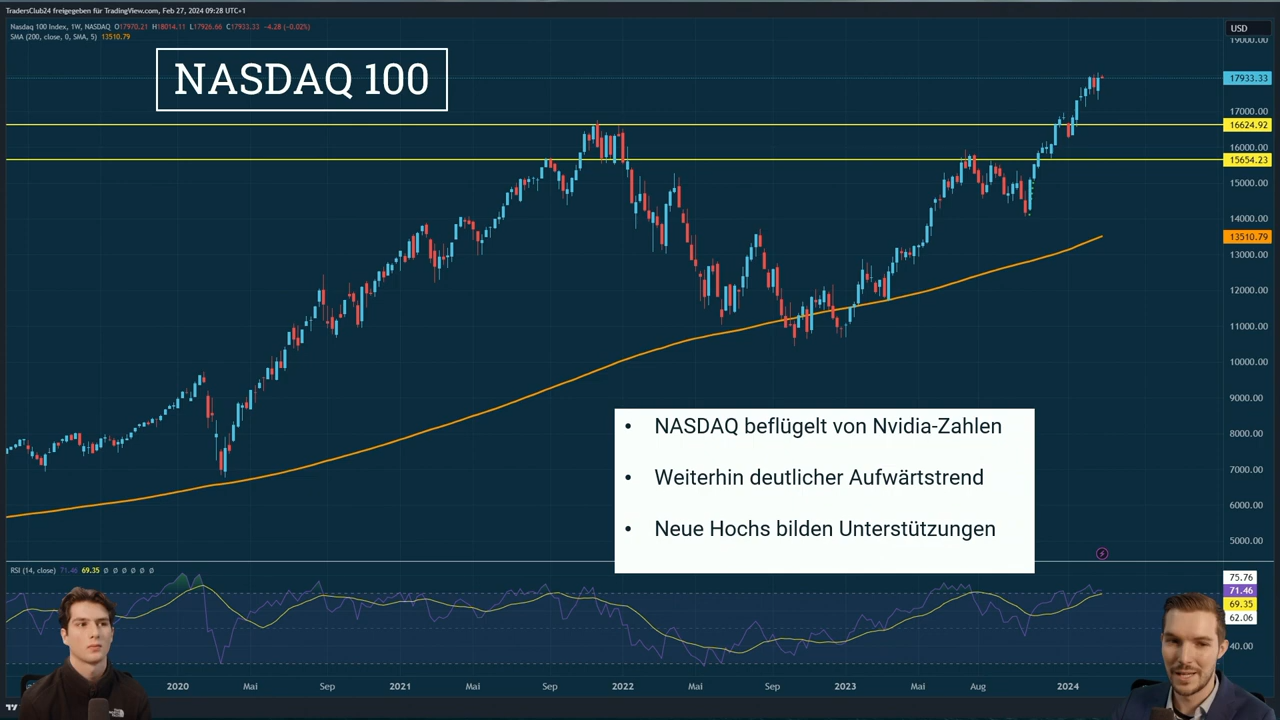 TradersClub24 freigegeben für TradingView.com, Feb 27, 2024 09:28 UTC+1
Nasdaq 100 Index, 1W, NASDAQ O17970.21 H18014.11 L17926.66 C17933.33 -4.28 (-0.02%)
SMA (200, close, 0, SMA, 5) 13510.79
NASDAQ 100
USD
19000.00
17933.33
17000.00
16624.92
16000.00
15654.23
15000.00
14000.00
13510.79
13000.00
12000.00
11000.00
10000.00
9000.00
8000.00
7000.00
6000.00
5000.00
• NASDAQ beflügelt von Nvidia-Zahlen
• Weiterhin deutlicher Aufwärtstrend
• Neue Hochs bilden Unterstützungen
RSI (14, close) 71.46 69.35 Ø Ø Ø Ø Ø Ø
75.76
71.46
69.35
62.06
40.00
2020 Mai Sep 2021 Mai Sep 2022 Mai Sep 2023 Mai Aug 2024